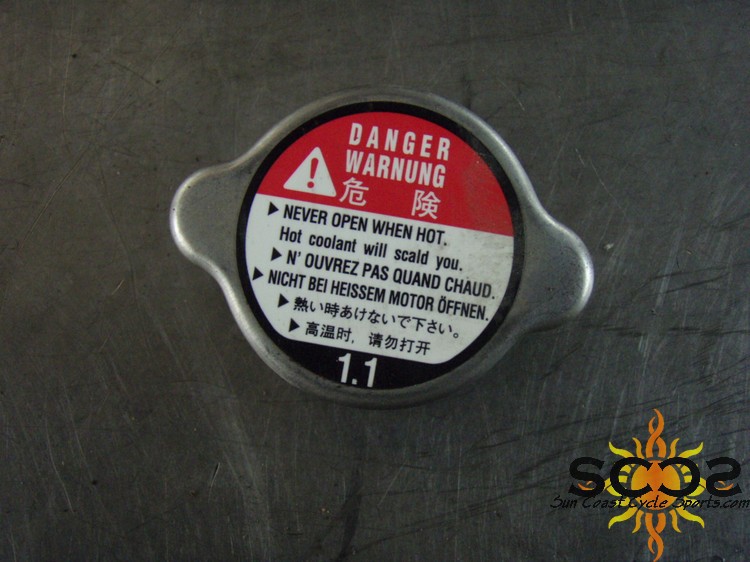 DANGER
WARNUNG
危 険
▶ NEVER OPEN WHEN HOT.
Hot coolant will scald you.
▶ N' OUVREZ PAS QUAND CHAUD.
▶ NICHT BEI HEISSEM MOTOR ÖFFNEN.
▶ 熱い時あけないで下さい。
▶ 高温时，请勿打开
1.1
SCCS
Sun Coast Cycle Sports.com